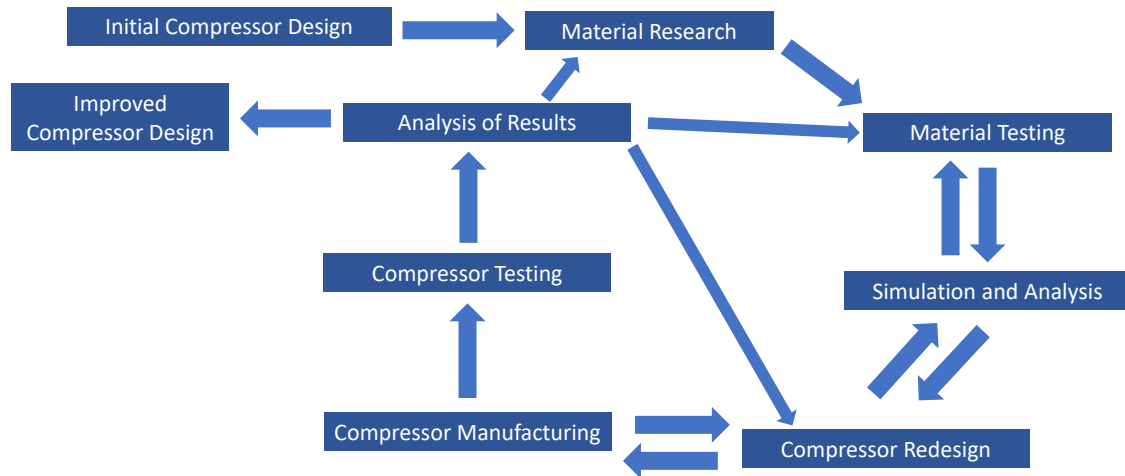 Initial Compressor Design
Material Research
Improved
Compressor Design
Analysis of Results
Material Testing
Compressor Testing
Simulation and Analysis
Compressor Manufacturing
Compressor Redesign